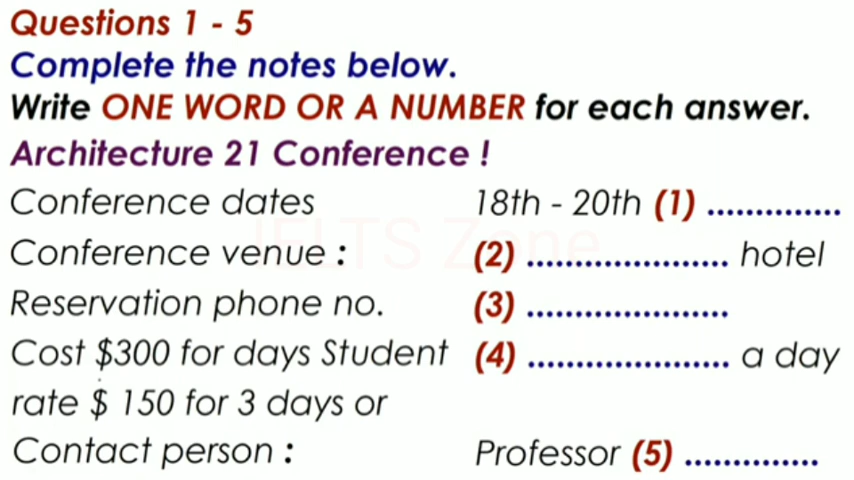 Questions 1 - 5
Complete the notes below.
Write ONE WORD OR A NUMBER for each answer.
Architecture 21 Conference !
Conference dates 18th - 20th (1) ..............
Conference venue : (2) ..................... hotel
Reservation phone no. (3) .....................
Cost $300 for days Student (4) ..................... a day
rate $ 150 for 3 days or
Contact person : Professor (5) ..............
IELTS Zone